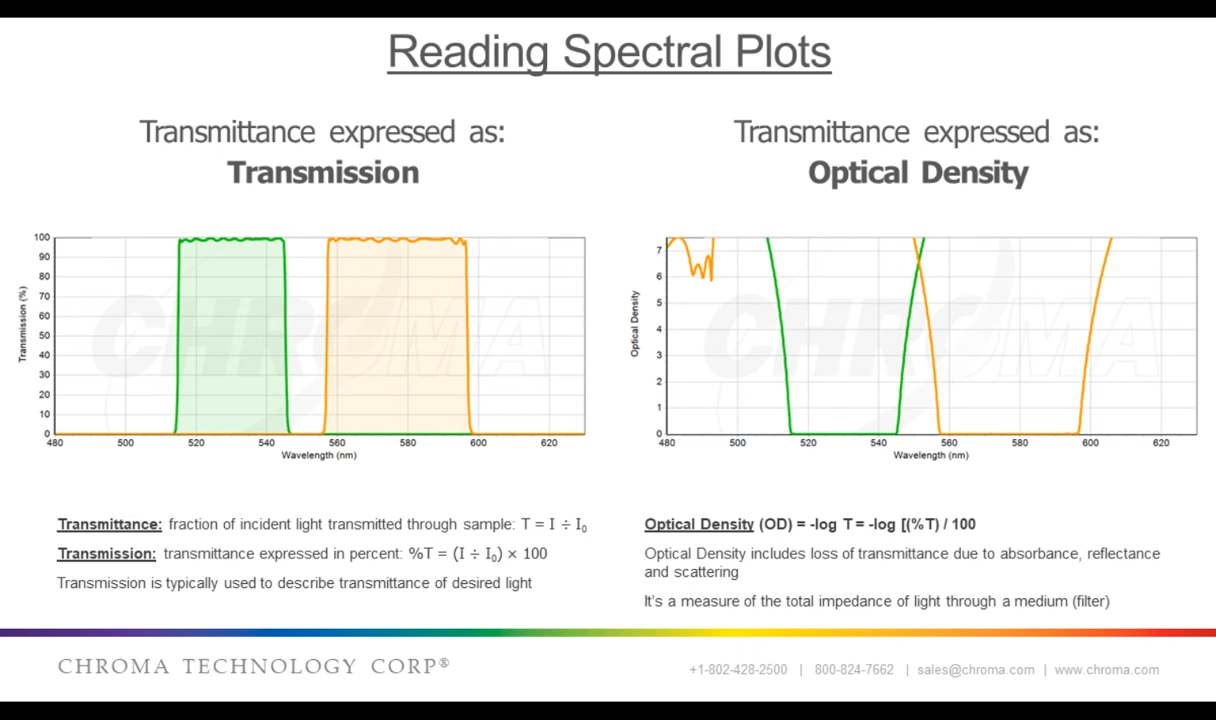 Reading Spectral Plots
Transmittance expressed as:
Transmission
Transmission (%)
100
90
80
70
60
50
40
30
20
10
0
480 500 520 540 560 580 600 620
Wavelength (nm)
CHROMA
Transmittance: fraction of incident light transmitted through sample: T = I ÷ I₀
Transmission: transmittance expressed in percent: %T = (I ÷ I₀) × 100
Transmission is typically used to describe transmittance of desired light
Transmittance expressed as:
Optical Density
Optical Density
7
6
5
4
3
2
1
0
480 500 520 540 560 580 600 620
Wavelength (nm)
CHROMA
Optical Density (OD) = -log T = -log [(%T) / 100
Optical Density includes loss of transmittance due to absorbance, reflectance
and scattering
It's a measure of the total impedance of light through a medium (filter)
CHROMA TECHNOLOGY CORP®
+1-802-428-2500 | 800-824-7662 | sales@chroma.com | www.chroma.com